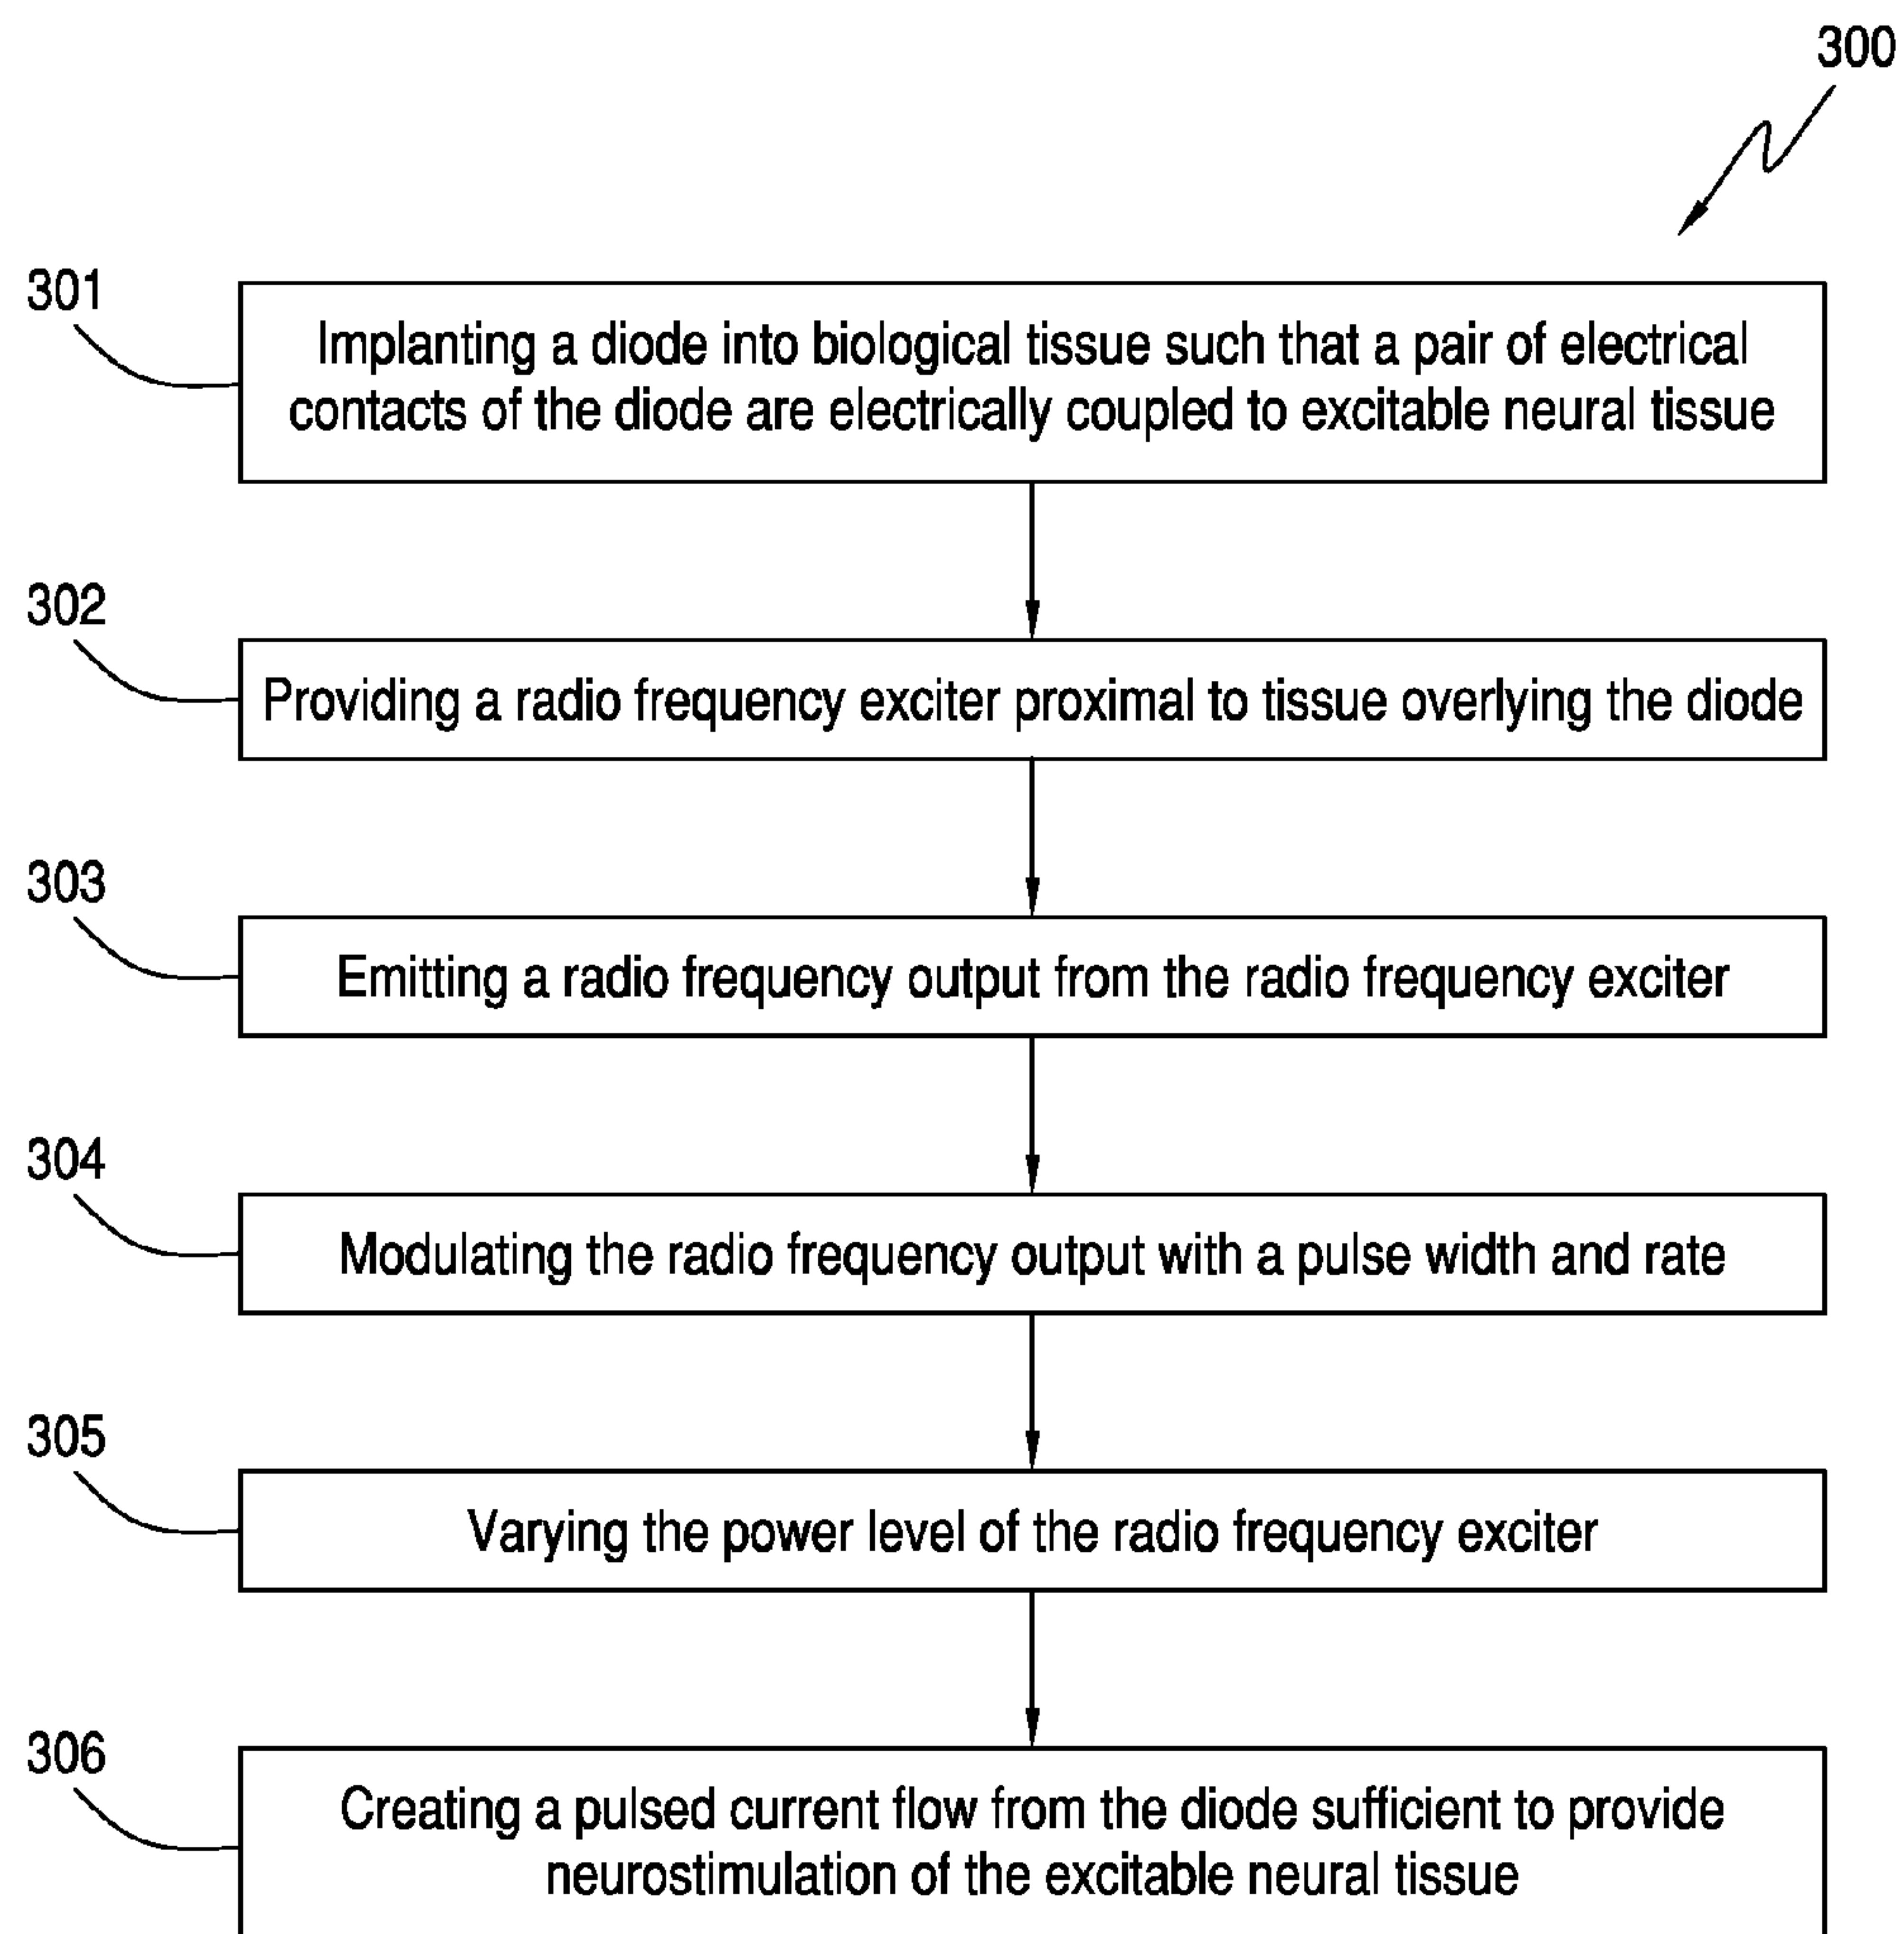 300
301
Implanting a diode into biological tissue such that a pair of electrical
contacts of the diode are electrically coupled to excitable neural tissue
302
Providing a radio frequency exciter proximal to tissue overlying the diode
303
Emitting a radio frequency output from the radio frequency exciter
304
Modulating the radio frequency output with a pulse width and rate
305
Varying the power level of the radio frequency exciter
306
Creating a pulsed current flow from the diode sufficient to provide
neurostimulation of the excitable neural tissue